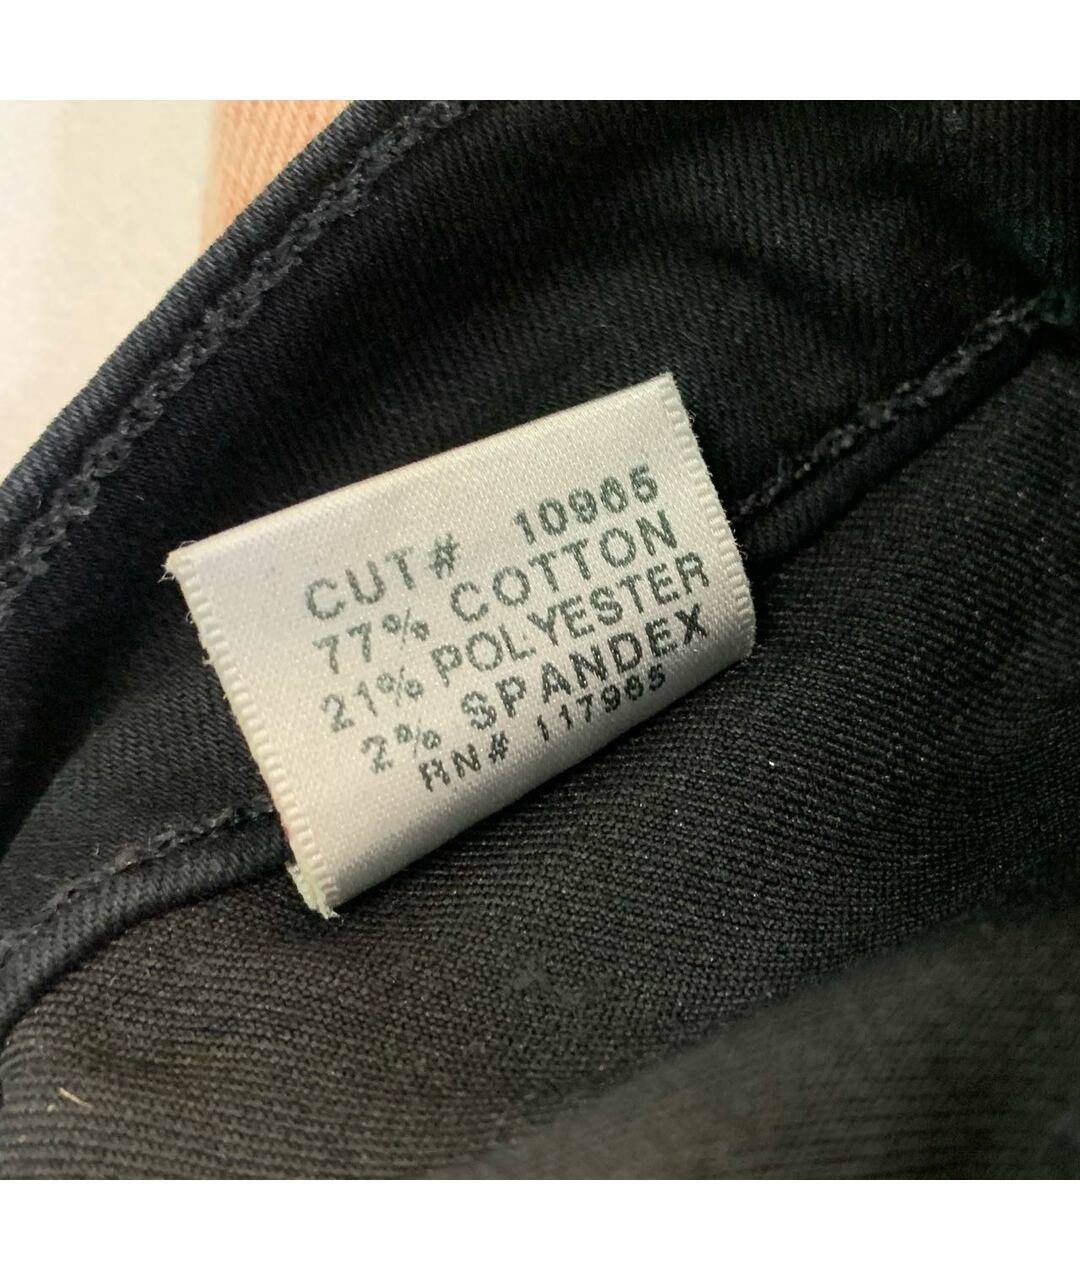 CUT# 10965
77% COTTON
21% POLYESTER
2% SPANDEX
RN# 117965